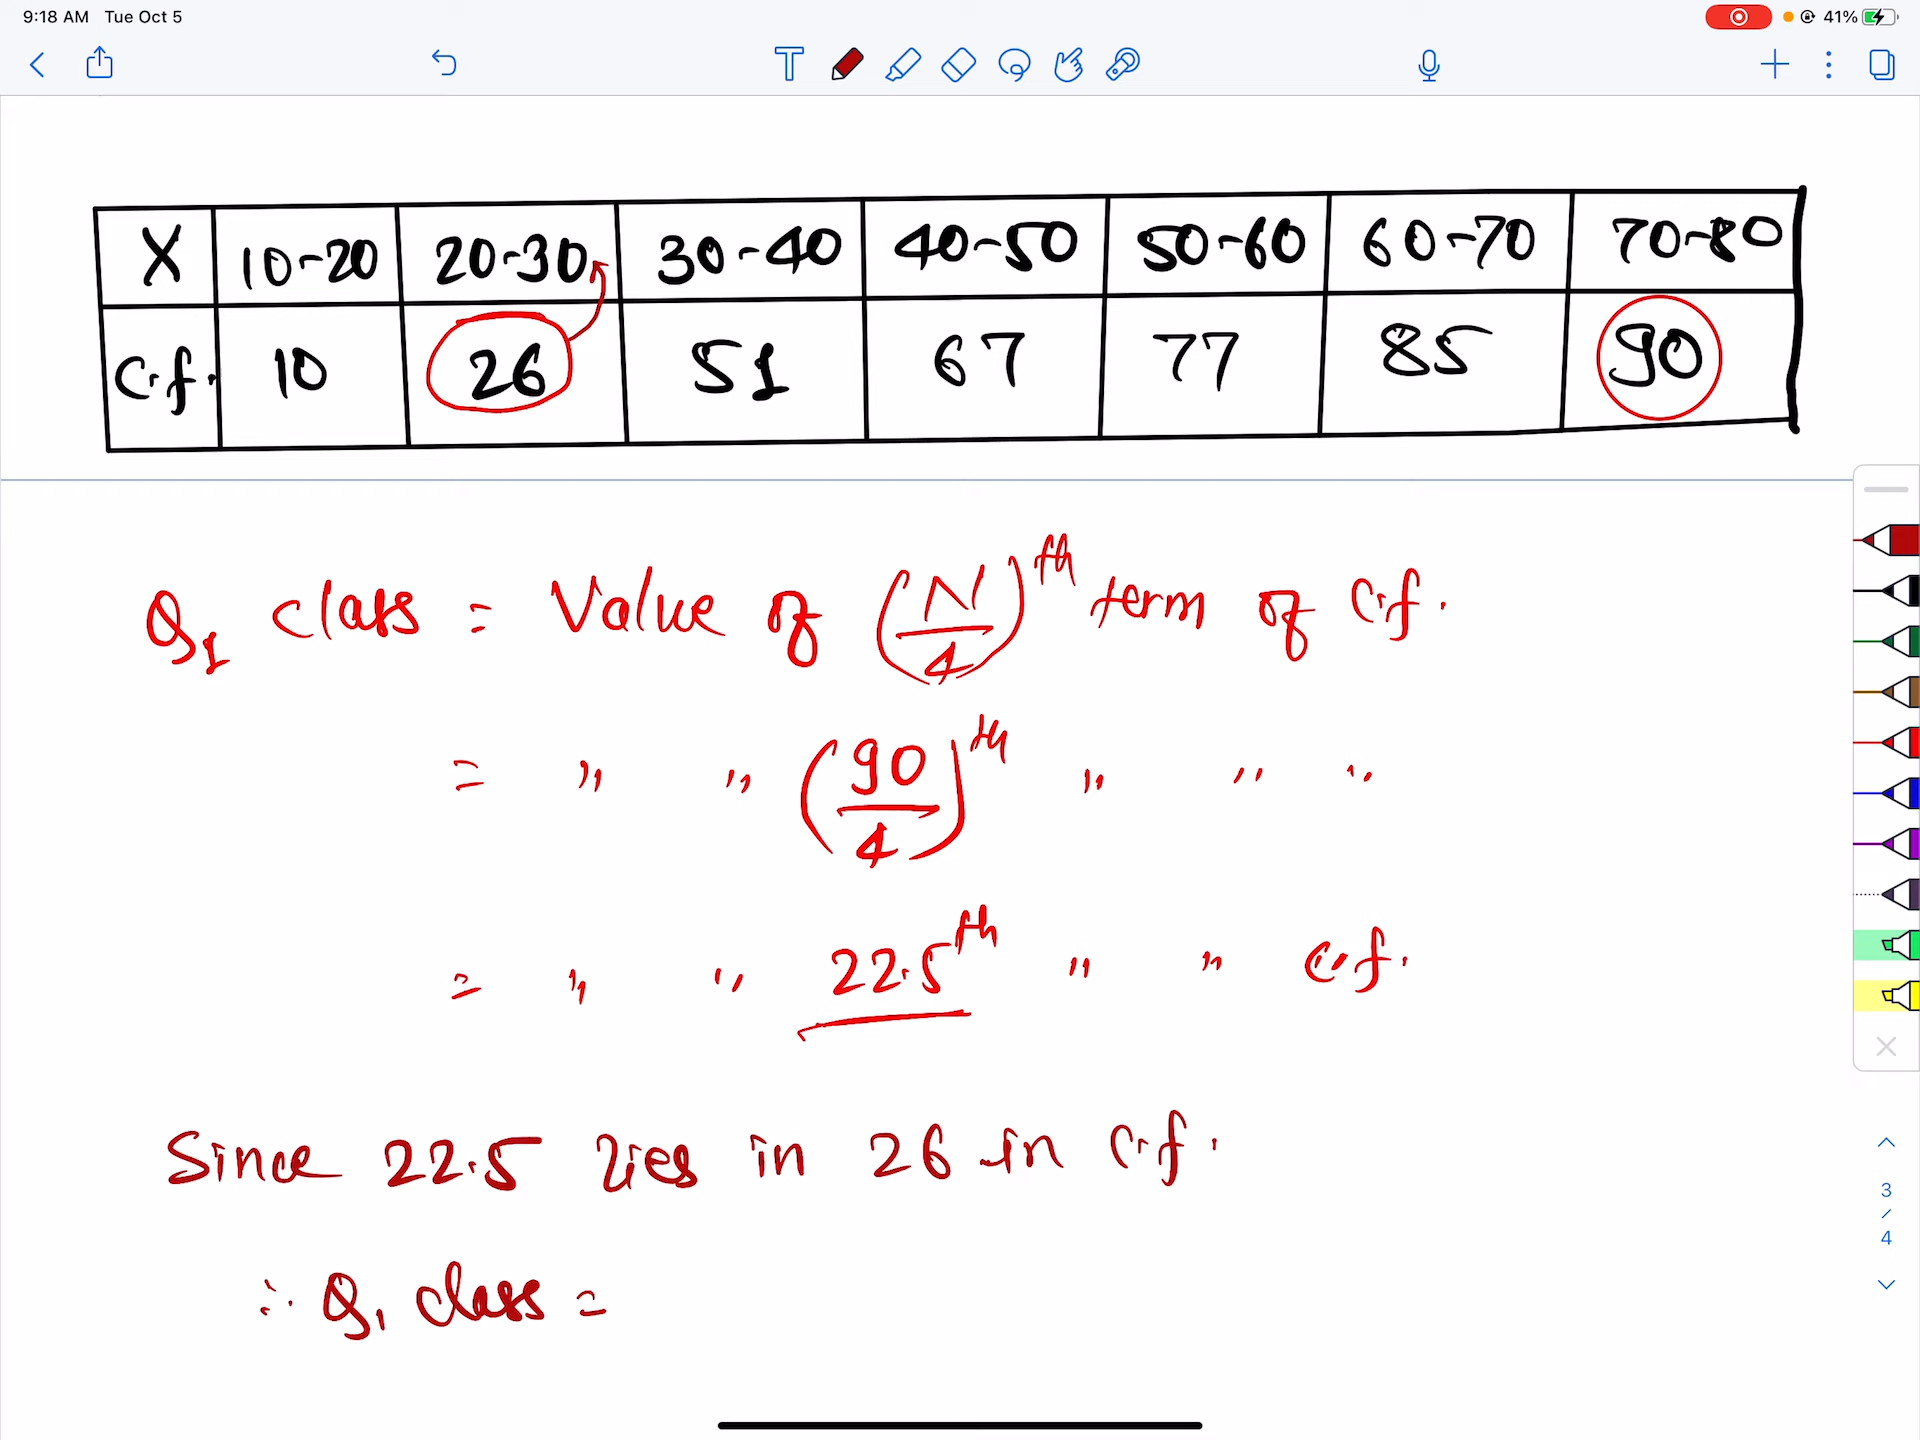 9:18 AM Tue Oct 5
41%
X 10-20 20-30 30-40 40-50 50-60 60-70 70-80
C.f. 10 26 51 67 77 85 90
Q1 class = Value of (N/4)th term of C.f.
= " " (90/4)th " " "
= " " 22.5th " " C.f.
Since 22.5 lies in 26 in C.f.
∴ Q1 class =
3
/
4